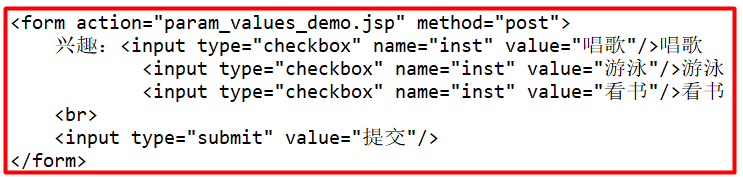 <form action="param_values_demo.jsp" method="post">
兴趣：<input type="checkbox" name="inst" value="唱歌"/>唱歌
<input type="checkbox" name="inst" value="游泳"/>游泳
<input type="checkbox" name="inst" value="看书"/>看书
<br>
<input type="submit" value="提交"/>
</form>